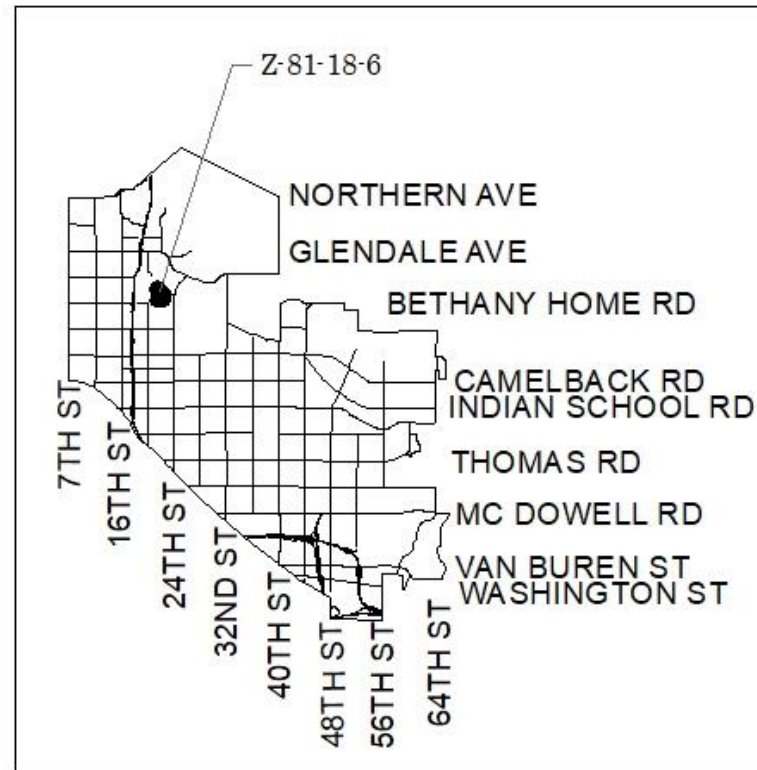 Z-81-18-6
NORTHERN AVE
GLENDALE AVE
BETHANY HOME RD
CAMELBACK RD
INDIAN SCHOOL RD
THOMAS RD
MC DOWELL RD
VAN BUREN ST
WASHINGTON ST
7TH ST
16TH ST
24TH ST
32ND ST
40TH ST
48TH ST
56TH ST
64TH ST